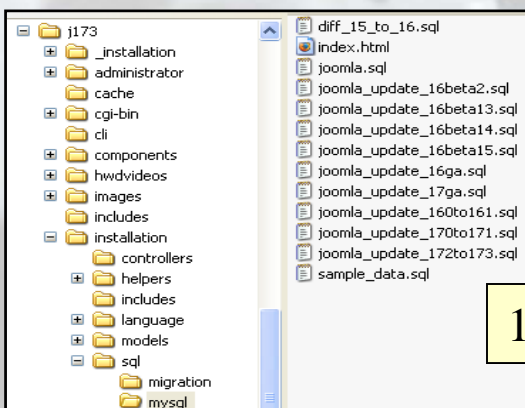 j173
_installation
administrator
cache
cgi-bin
cli
components
hwdvideos
images
includes
installation
controllers
helpers
includes
language
models
sql
migration
mysql
diff_15_to_16.sql
index.html
joomla.sql
joomla_update_16beta2.sql
joomla_update_16beta13.sql
joomla_update_16beta14.sql
joomla_update_16beta15.sql
joomla_update_16ga.sql
joomla_update_17ga.sql
joomla_update_160to161.sql
joomla_update_170to171.sql
joomla_update_172to173.sql
sample_data.sql
1